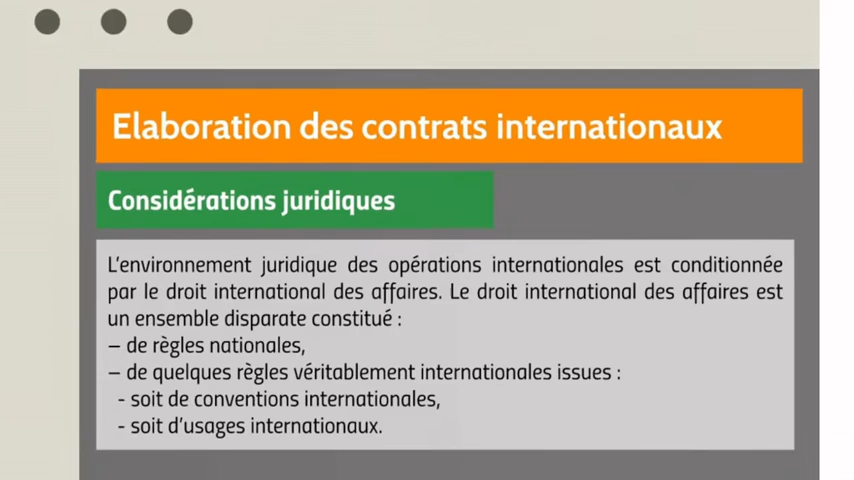 Elaboration des contrats internationaux
Considérations juridiques
L'environnement juridique des opérations internationales est conditionnée
par le droit international des affaires. Le droit international des affaires est
un ensemble disparate constitué :
– de règles nationales,
– de quelques règles véritablement internationales issues :
- soit de conventions internationales,
- soit d'usages internationaux.